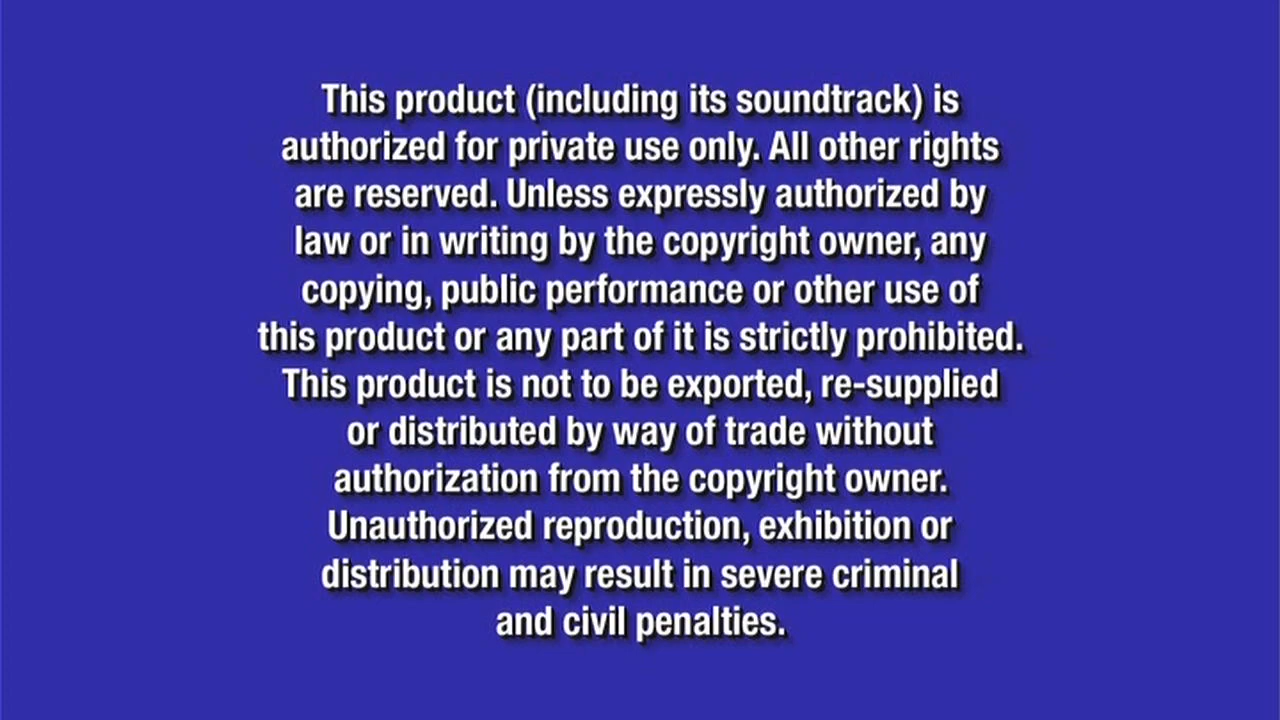 This product (including its soundtrack) is
authorized for private use only. All other rights
are reserved. Unless expressly authorized by
law or in writing by the copyright owner, any
copying, public performance or other use of
this product or any part of it is strictly prohibited.
This product is not to be exported, re-supplied
or distributed by way of trade without
authorization from the copyright owner.
Unauthorized reproduction, exhibition or
distribution may result in severe criminal
and civil penalties.